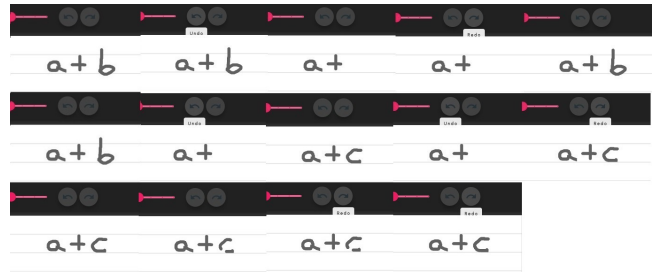 Undo Redo
a+b a+b a+ a+ a+b
Undo Undo Redo
a+b a+ a+c a+ a+c
Redo Redo
a+c a+c a+c a+c